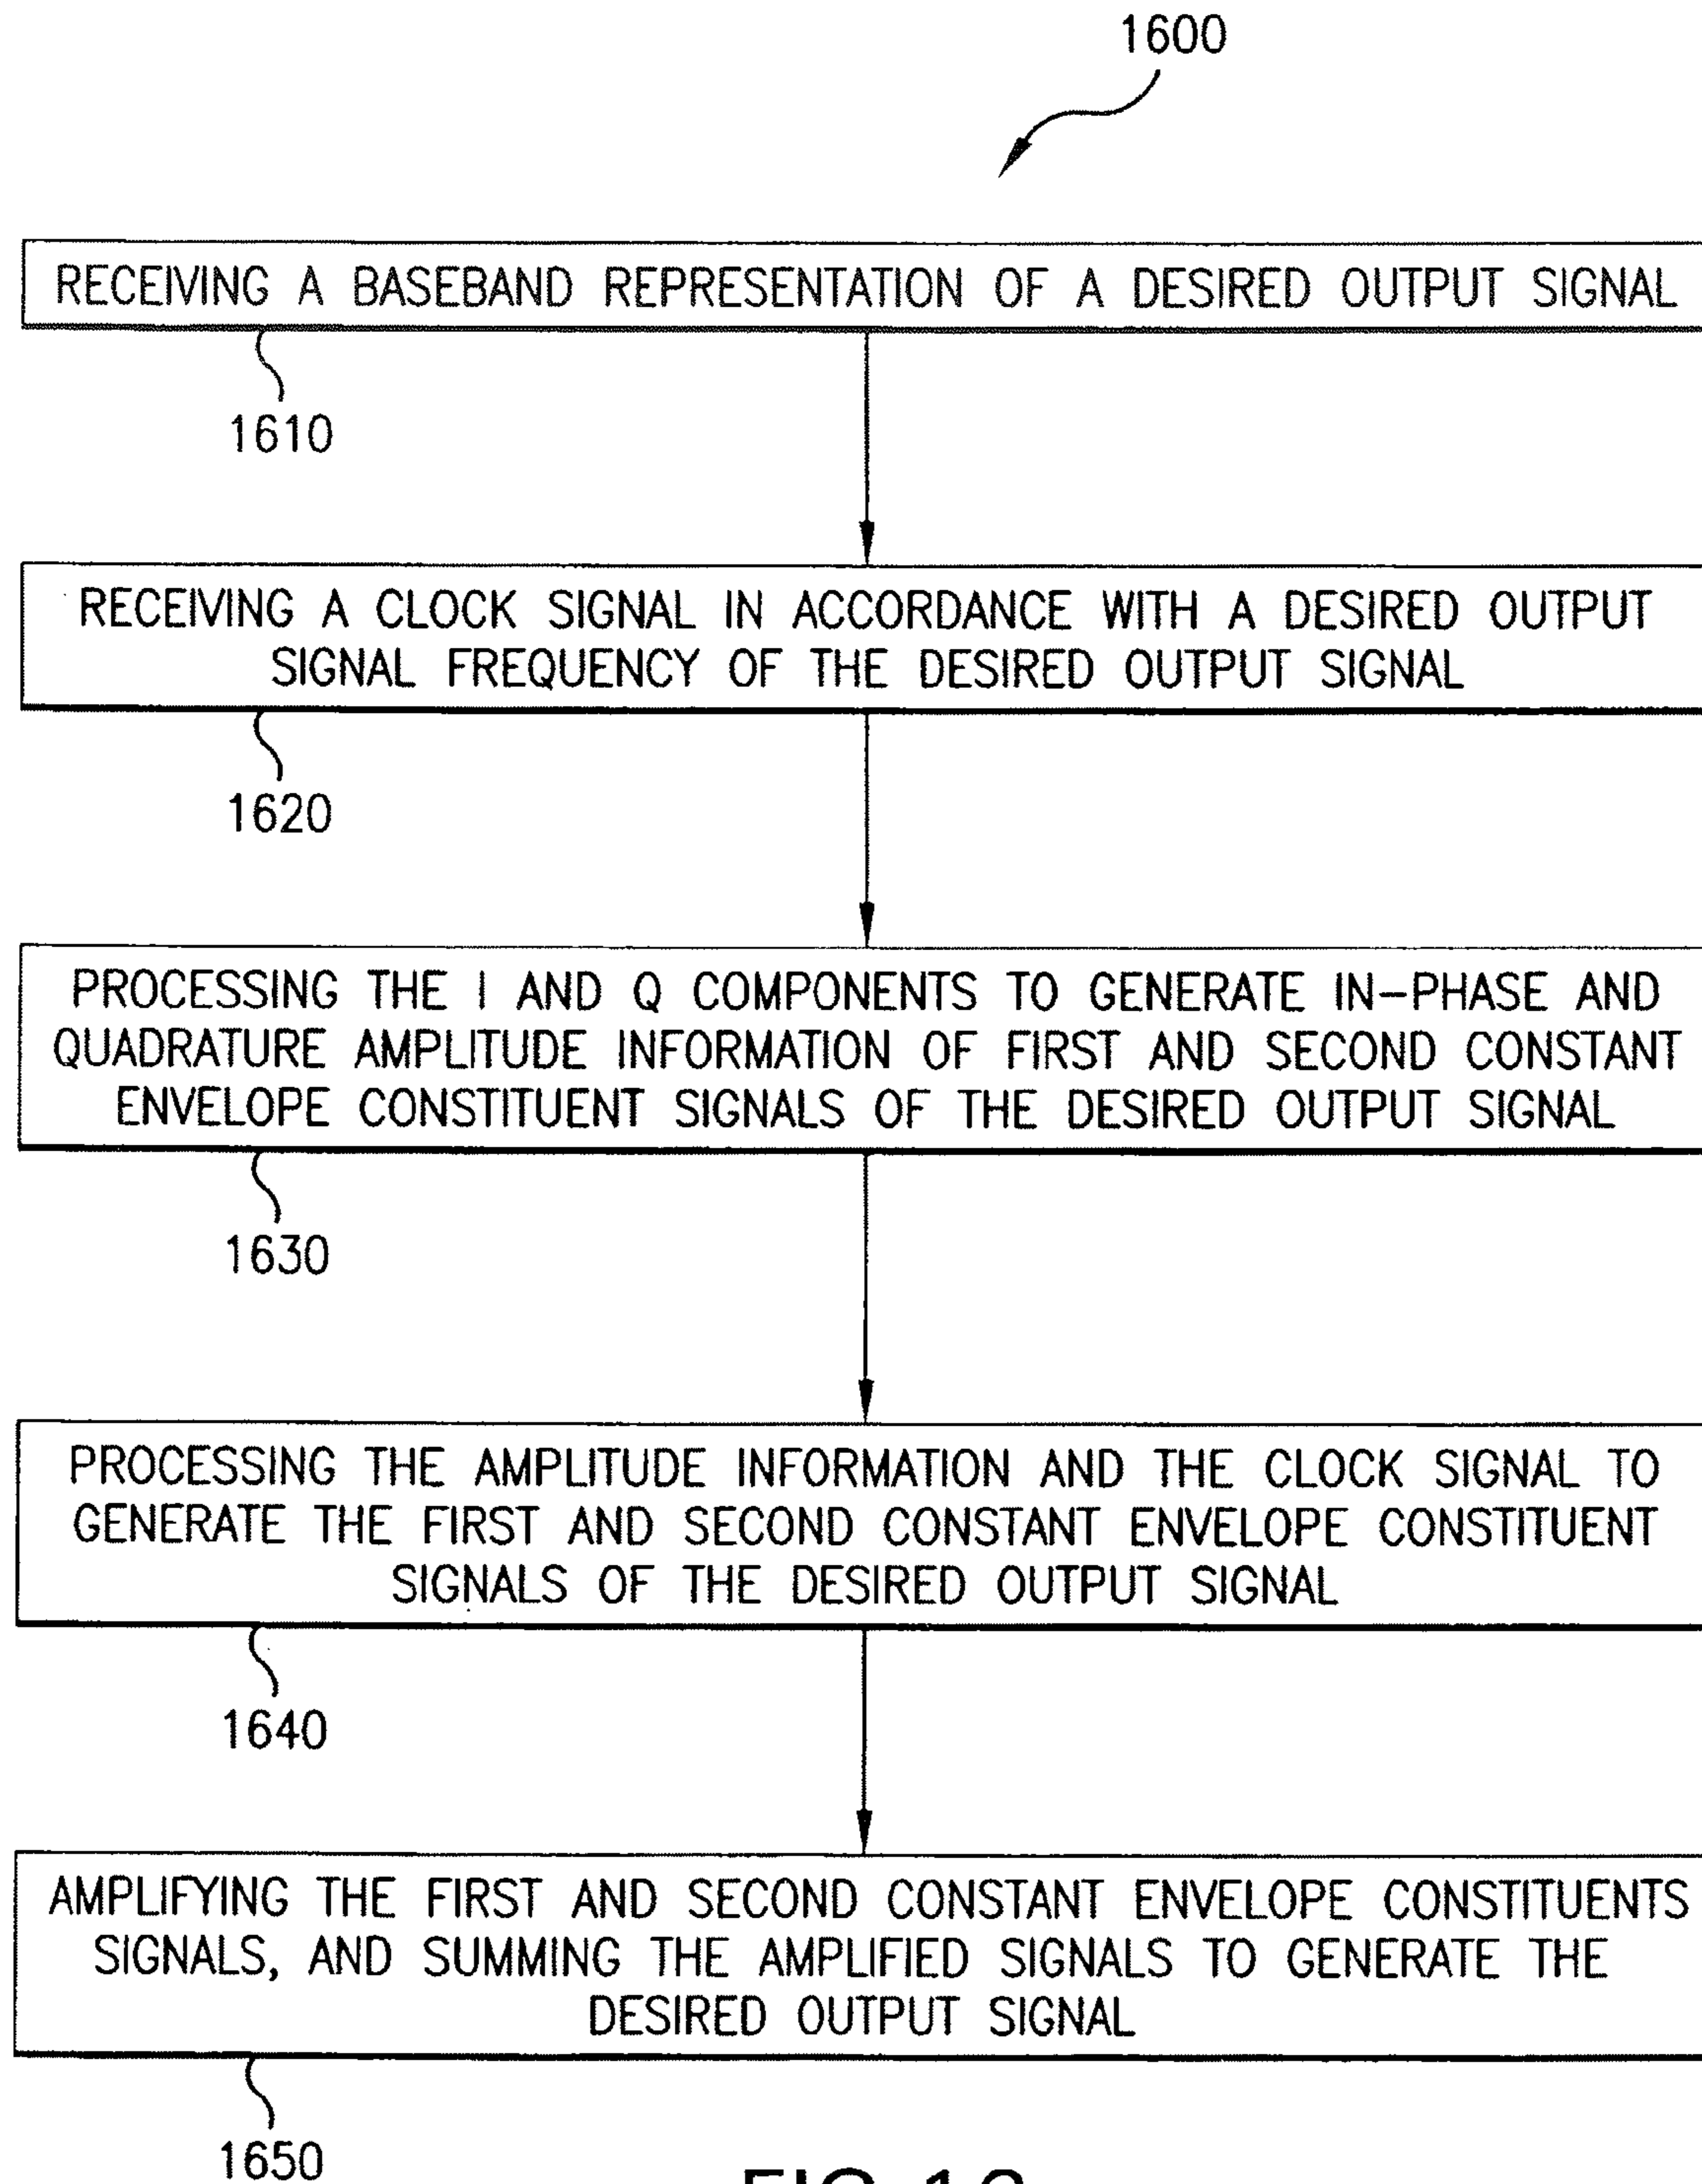 1600
RECEIVING A BASEBAND REPRESENTATION OF A DESIRED OUTPUT SIGNAL
1610
RECEIVING A CLOCK SIGNAL IN ACCORDANCE WITH A DESIRED OUTPUT
SIGNAL FREQUENCY OF THE DESIRED OUTPUT SIGNAL
1620
PROCESSING THE I AND Q COMPONENTS TO GENERATE IN-PHASE AND
QUADRATURE AMPLITUDE INFORMATION OF FIRST AND SECOND CONSTANT
ENVELOPE CONSTITUENT SIGNALS OF THE DESIRED OUTPUT SIGNAL
1630
PROCESSING THE AMPLITUDE INFORMATION AND THE CLOCK SIGNAL TO
GENERATE THE FIRST AND SECOND CONSTANT ENVELOPE CONSTITUENT
SIGNALS OF THE DESIRED OUTPUT SIGNAL
1640
AMPLIFYING THE FIRST AND SECOND CONSTANT ENVELOPE CONSTITUENTS
SIGNALS, AND SUMMING THE AMPLIFIED SIGNALS TO GENERATE THE
DESIRED OUTPUT SIGNAL
1650